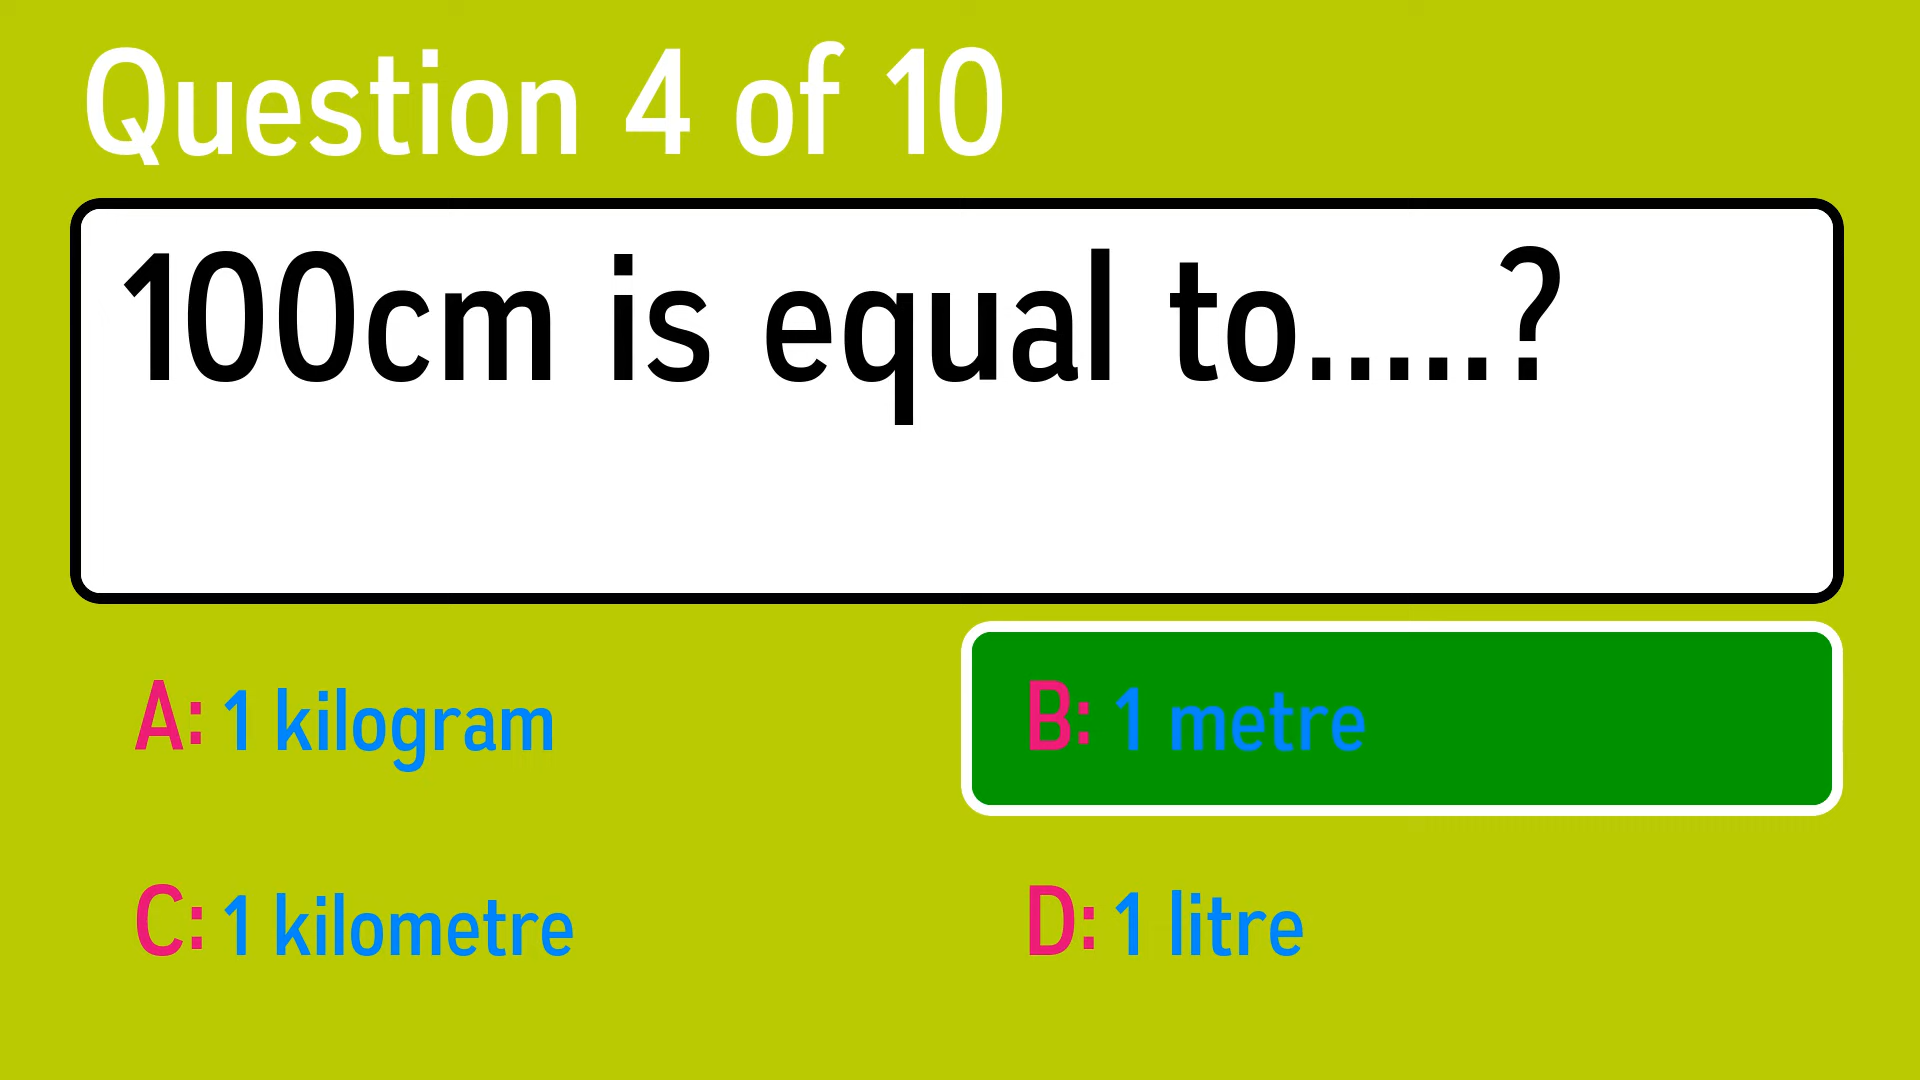 Question 4 of 10
100cm is equal to.....?
A: 1 kilogram
B: 1 metre
C: 1 kilometre
D: 1 litre